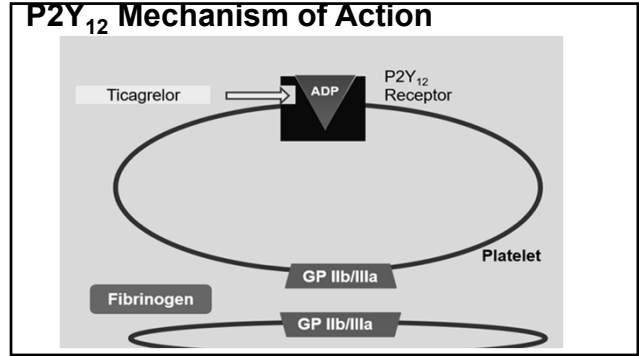 P2Y12 Mechanism of Action
P2Y12
Receptor
ADP
Ticagrelor
Platelet
GP IIb/IIIa
Fibrinogen
GP IIb/IIIa